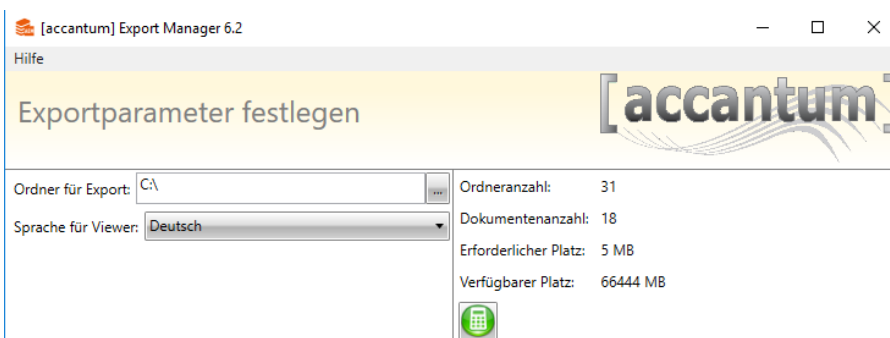 [accantum] Export Manager 6.2
Hilfe
Exportparameter festlegen
[accantum]
Ordner für Export: C:\ ...
Sprache für Viewer: Deutsch
Ordneranzahl: 31
Dokumentenanzahl: 18
Erforderlicher Platz: 5 MB
Verfügbarer Platz: 66444 MB